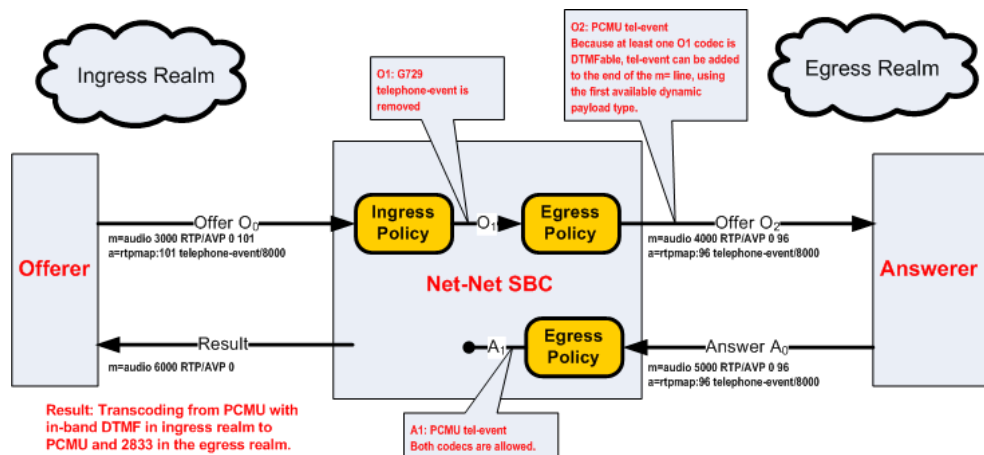 Ingress Realm
O1: G729
telephone-event is
removed
O2: PCMU tel-event
Because at least one O1 codec is
DTMFable, tel-event can be added
to the end of the m= line, using
the first available dynamic
payload type.
Egress Realm
Offerer
Offer O0
m=audio 3000 RTP/AVP 0 101
a=rtpmap:101 telephone-event/8000
Ingress
Policy
O1
Egress
Policy
Offer O2
m=audio 4000 RTP/AVP 0 96
a=rtpmap:96 telephone-event/8000
Answerer
Net-Net SBC
Result
m=audio 6000 RTP/AVP 0
A1
Egress
Policy
Answer A0
m=audio 5000 RTP/AVP 0 96
a=rtpmap:96 telephone-event/8000
Result: Transcoding from PCMU with
in-band DTMF in ingress realm to
PCMU and 2833 in the egress realm.
A1: PCMU tel-event
Both codecs are allowed.